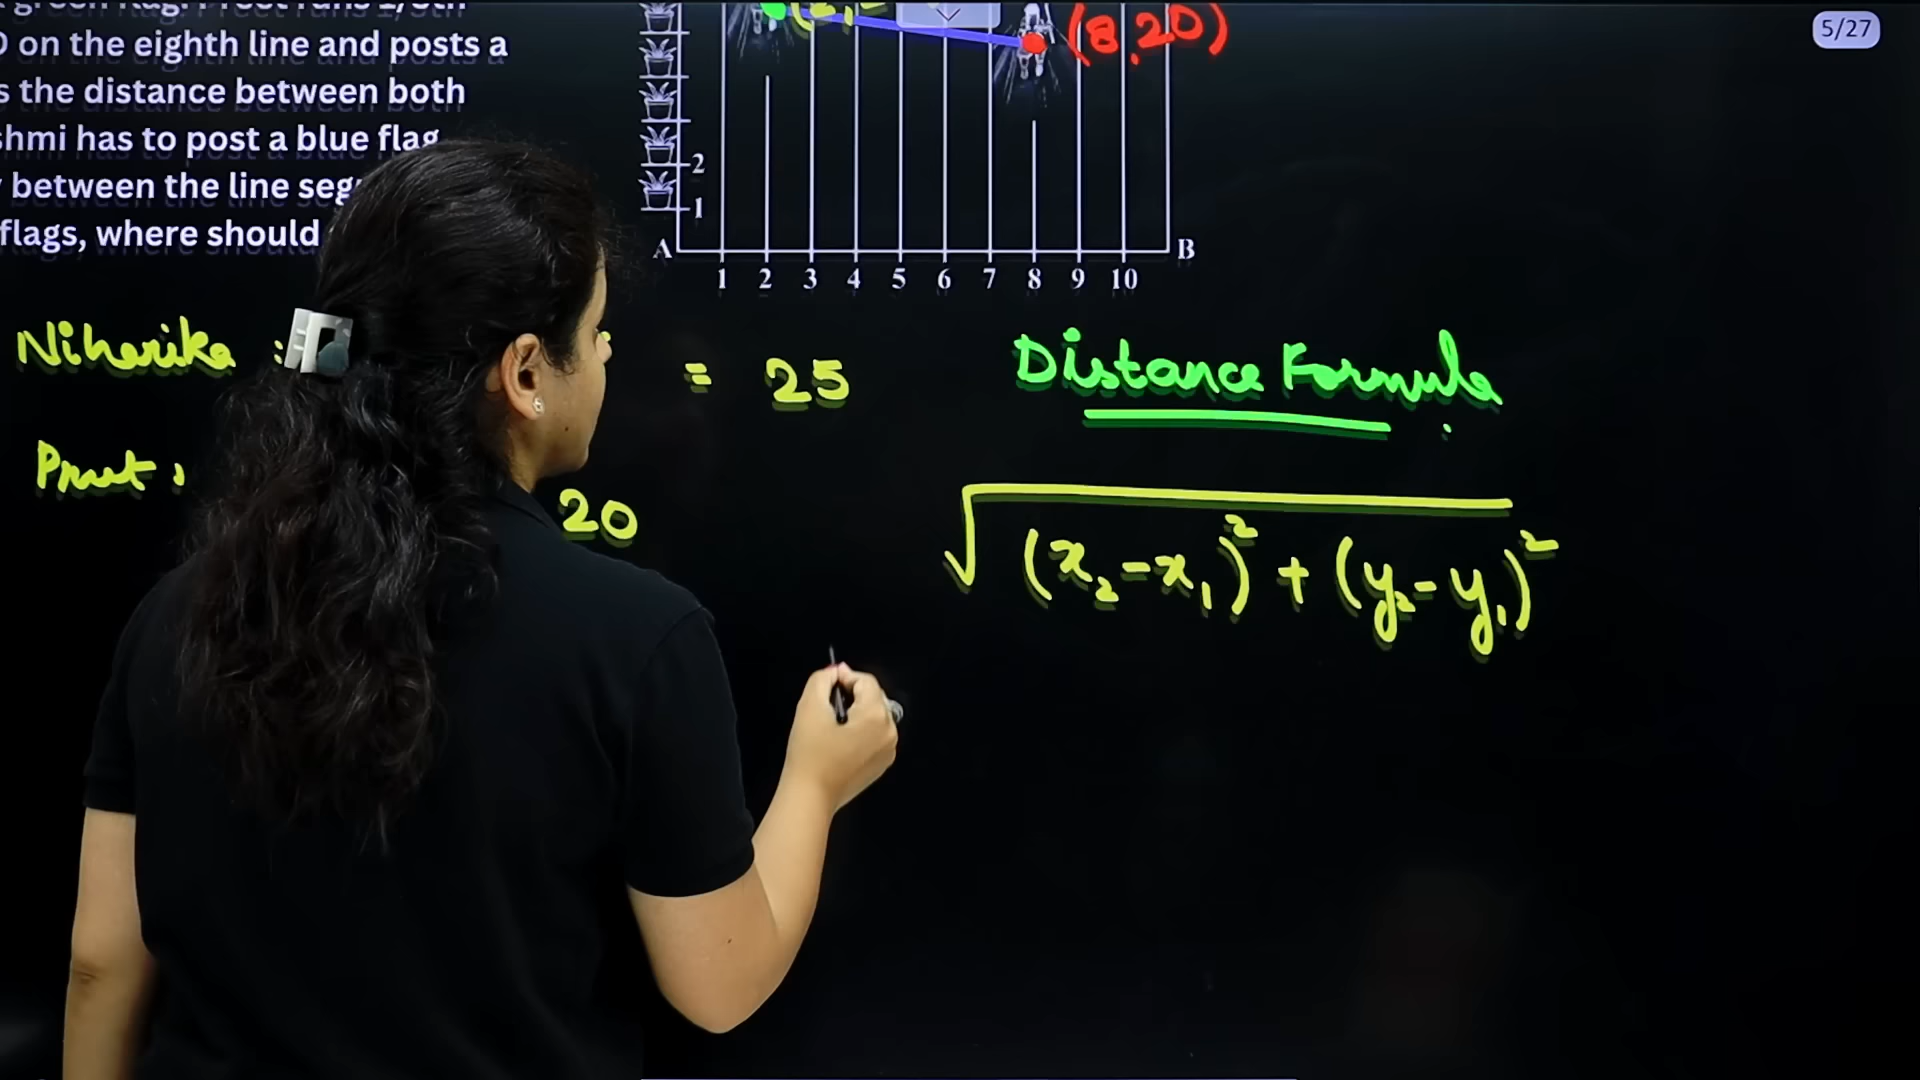 5/27
(8,20)
on the eighth line and posts a
the distance between both
has to post a blue flag
between the line
flags, where should
2
1
A
B
1 2 3 4 5 6 7 8 9 10
Niharika :
= 25
Distance Formula
Preet :
20
√(x₂-x₁)² + (y₂-y₁)²